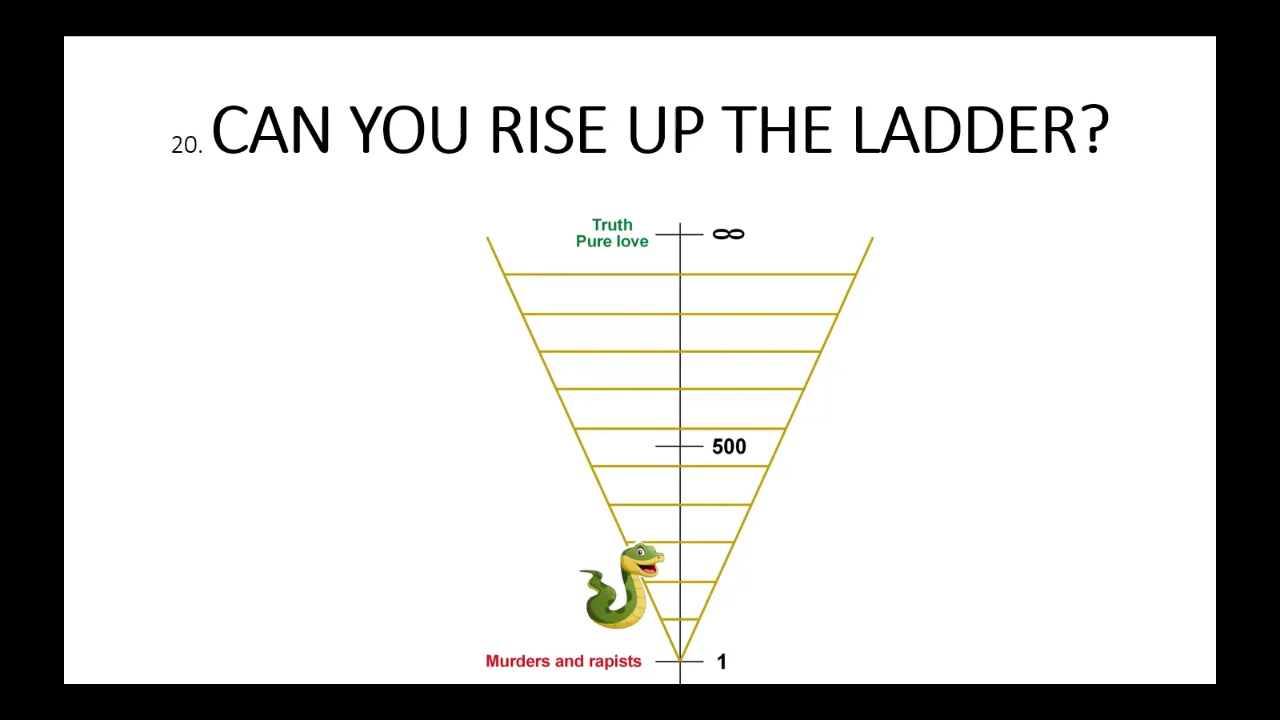 20. CAN YOU RISE UP THE LADDER?
Truth
Pure love
∞
500
Murders and rapists
1